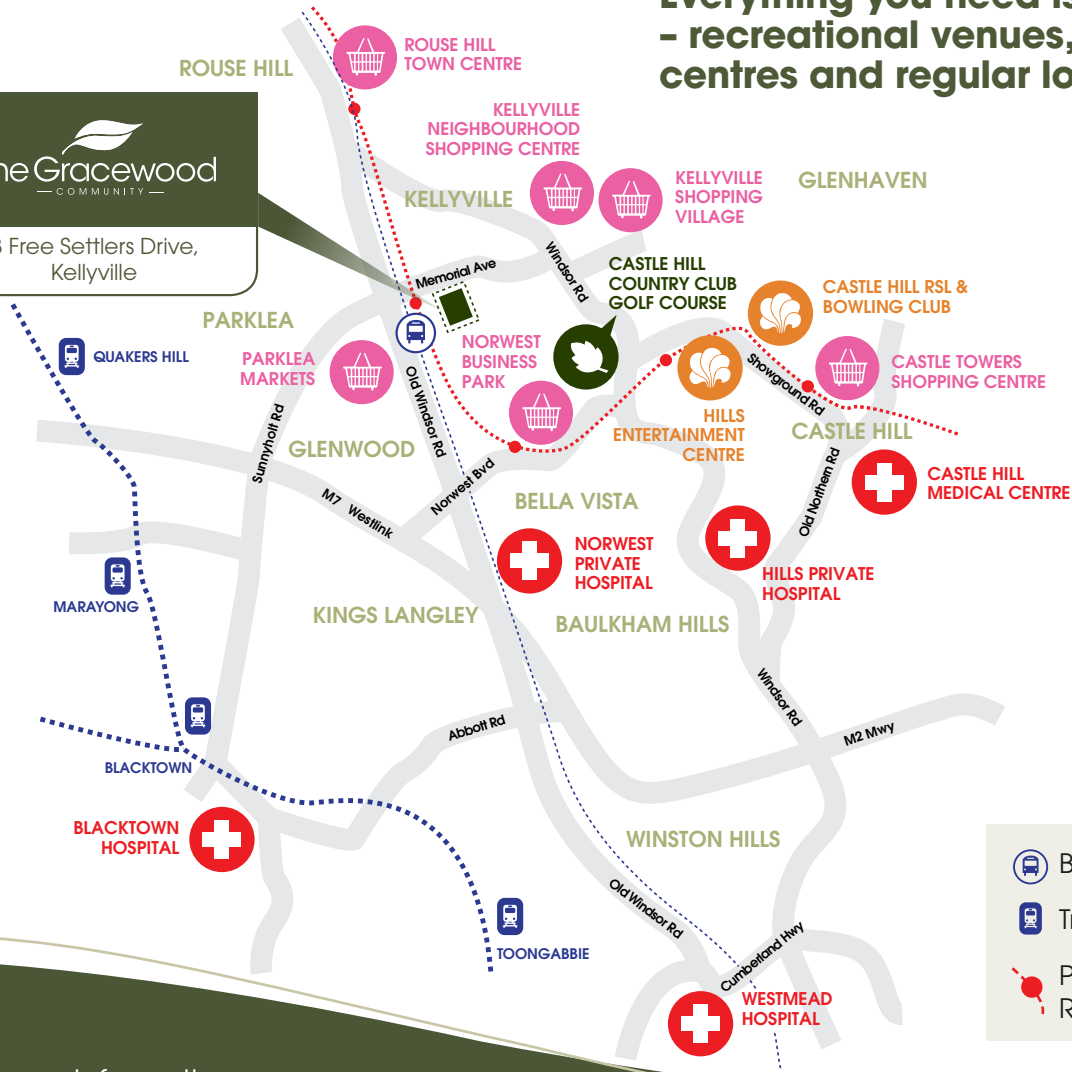 – recreational venues,
centres and regular
ROUSE HILL
ROUSE HILL
TOWN CENTRE
KELLYVILLE
NEIGHBOURHOOD
SHOPPING CENTRE
Gracewood
COMMUNITY
Free Settlers Drive,
Kellyville
KELLYVILLE
KELLYVILLE
SHOPPING
VILLAGE
GLENHAVEN
Windsor Rd
Memorial Ave
CASTLE HILL
COUNTRY CLUB
GOLF COURSE
CASTLE HILL RSL &
BOWLING CLUB
PARKLEA
QUAKERS HILL
PARKLEA
MARKETS
NORWEST
BUSINESS
PARK
Old Windsor Rd
Showground Rd
CASTLE TOWERS
SHOPPING CENTRE
Sunnyholt Rd
GLENWOOD
HILLS
ENTERTAINMENT
CENTRE
CASTLE HILL
M7 Westlink
Norwest Bvd
BELLA VISTA
Old Northern Rd
CASTLE HILL
MEDICAL CENTRE
NORWEST
PRIVATE
HOSPITAL
HILLS PRIVATE
HOSPITAL
MARAYONG
KINGS LANGLEY
BAULKHAM HILLS
Windsor Rd
Abbott Rd
M2 Mwy
BLACKTOWN
BLACKTOWN
HOSPITAL
WINSTON HILLS
Old Windsor Rd
TOONGABBIE
Cumberland Hwy
WESTMEAD
HOSPITAL